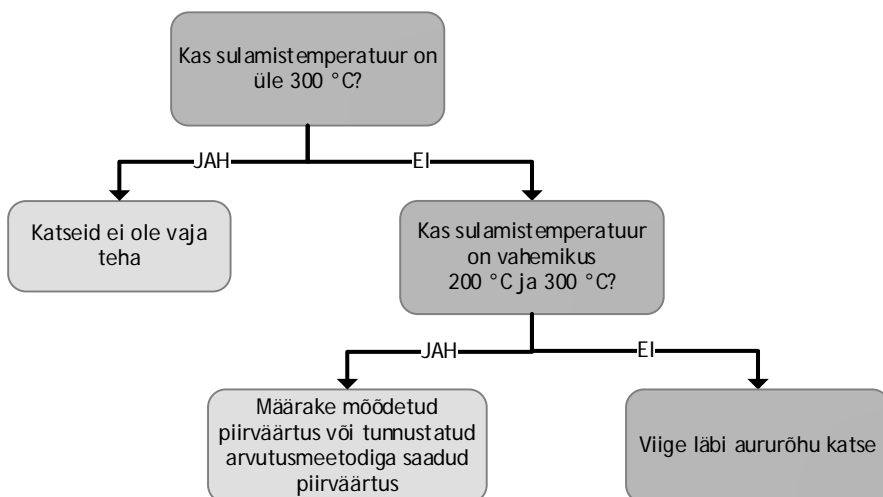 Kas sulamistemperatuur on
üle 300 °C?
JAH
EI
Katseid ei ole vaja
teha
Kas sulamistemperatuur
on vahemikus
200 °C ja 300 °C?
JAH
EI
Määrake mõõdetud
piirväärtus või tunnustatud
arvutusmeetodiga saadud
piirväärtus
Viige läbi aururõhu katse